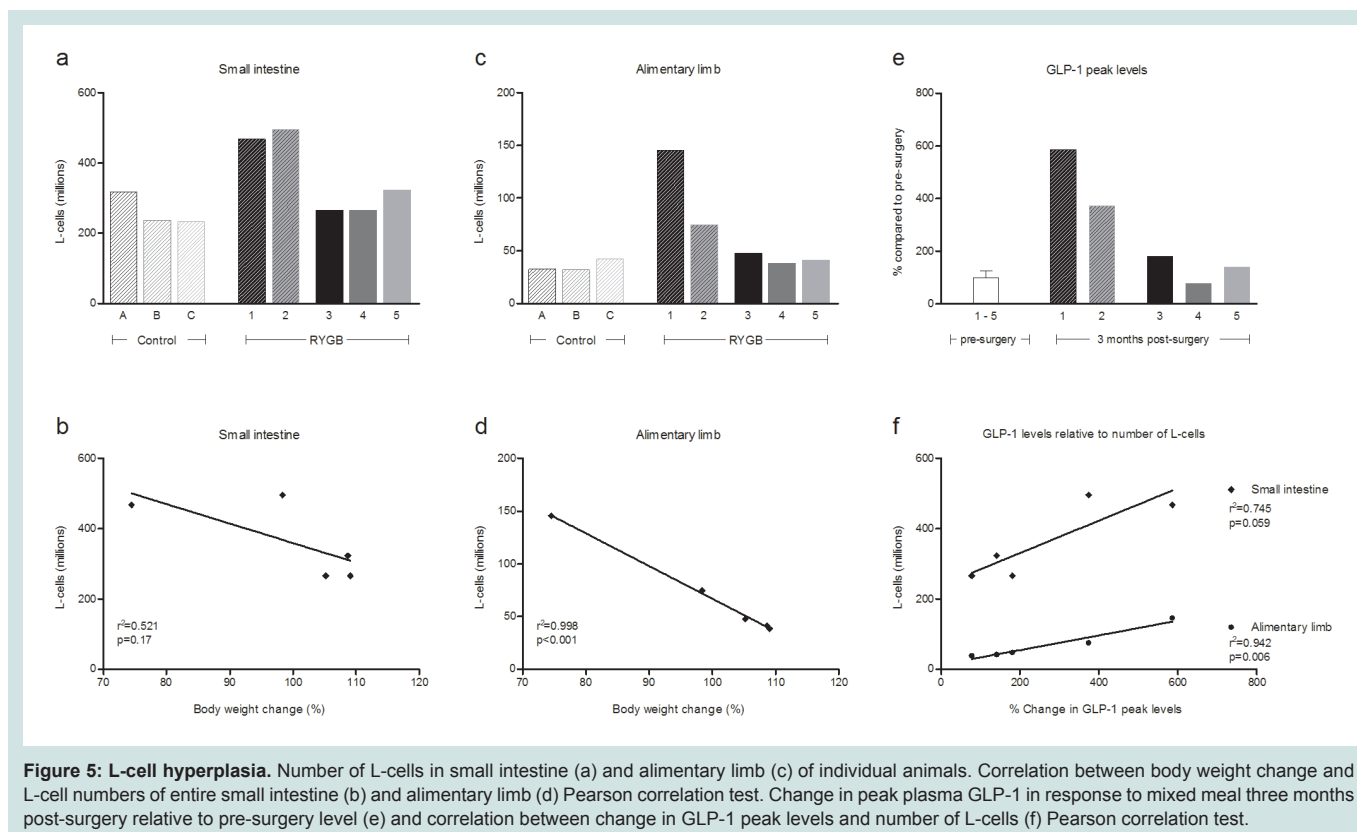 a
Small intestine
L-cells (millions)
600
400
200
0
A B C 1 2 3 4 5
Control RYGB
c
Alimentary limb
L-cells (millions)
200
150
100
50
0
A B C 1 2 3 4 5
Control RYGB
e
GLP-1 peak levels
% compared to pre-surgery
800
600
400
200
0
1 - 5 1 2 3 4 5
pre-surgery 3 months post-surgery
b
Small intestine
L-cells (millions)
600
400
200
0
r²=0.521
p=0.17
70 80 90 100 110 120
Body weight change (%)
d
Alimentary limb
L-cells (millions)
200
150
100
50
0
r²=0.998
p<0.001
70 80 90 100 110 120
Body weight change (%)
f
GLP-1 levels relative to number of L-cells
L-cells (millions)
600
400
200
0
Small intestine
r²=0.745
p=0.059
Alimentary limb
r²=0.942
p=0.006
0 200 400 600 800
% Change in GLP-1 peak levels
Figure 5: L-cell hyperplasia. Number of L-cells in small intestine (a) and alimentary limb (c) of individual animals. Correlation between body weight change and
L-cell numbers of entire small intestine (b) and alimentary limb (d) Pearson correlation test. Change in peak plasma GLP-1 in response to mixed meal three months
post-surgery relative to pre-surgery level (e) and correlation between change in GLP-1 peak levels and number of L-cells (f) Pearson correlation test.